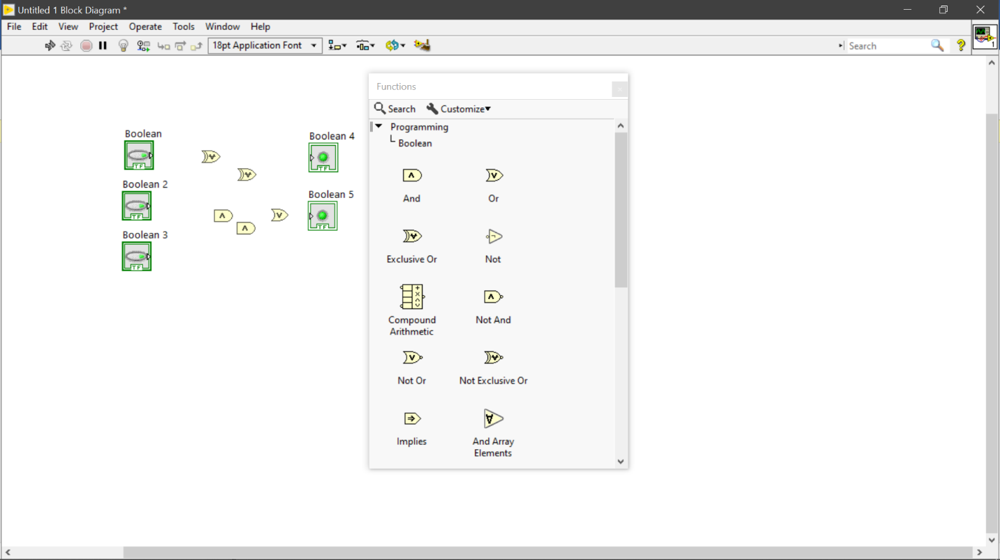 Untitled 1 Block Diagram *
File Edit View Project Operate Tools Window Help
18pt Application Font
Search
?
1
Functions
Search Customize
Programming
Boolean
And Or
Exclusive Or Not
Compound Arithmetic Not And
Not Or Not Exclusive Or
Implies And Array Elements
Boolean
TF
Boolean 2
TF
Boolean 3
TF
Boolean 4
TF
Boolean 5
TF